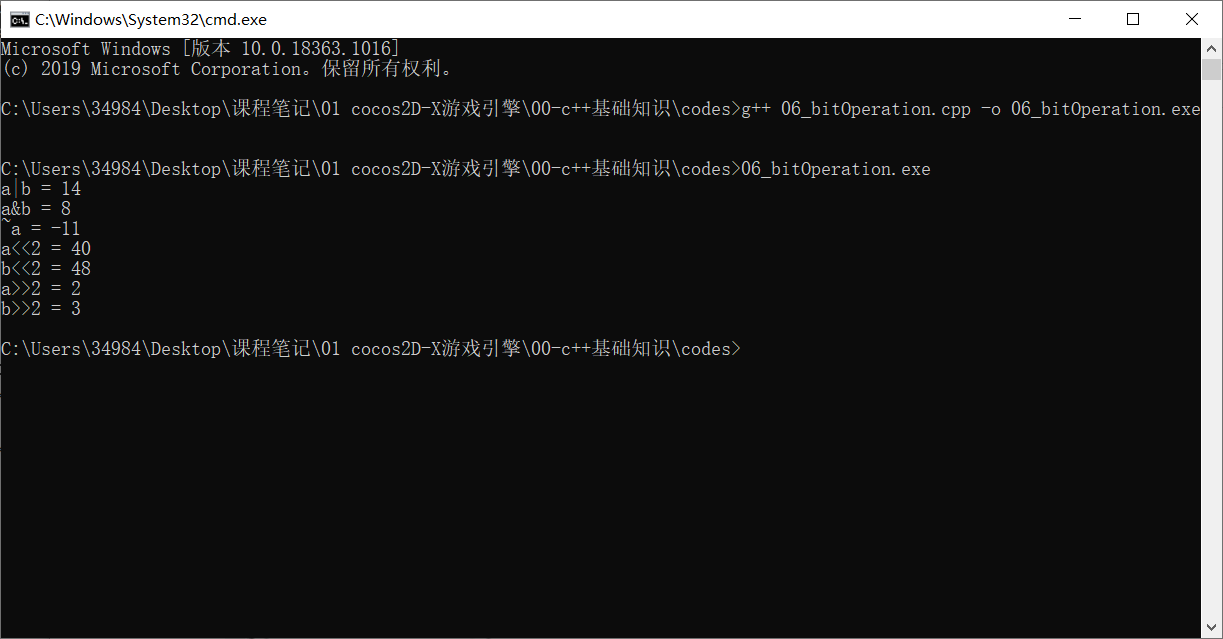 C:\Windows\System32\cmd.exe
Microsoft Windows [版本 10.0.18363.1016]
(c) 2019 Microsoft Corporation。保留所有权利。
C:\Users\34984\Desktop\课程笔记\01 cocos2D-X游戏引擎\00-c++基础知识\codes>g++ 06_bitOperation.cpp -o 06_bitOperation.exe
C:\Users\34984\Desktop\课程笔记\01 cocos2D-X游戏引擎\00-c++基础知识\codes>06_bitOperation.exe
a|b = 14
a&b = 8
~a = -11
a<<2 = 40
b<<2 = 48
a>>2 = 2
b>>2 = 3
C:\Users\34984\Desktop\课程笔记\01 cocos2D-X游戏引擎\00-c++基础知识\codes>